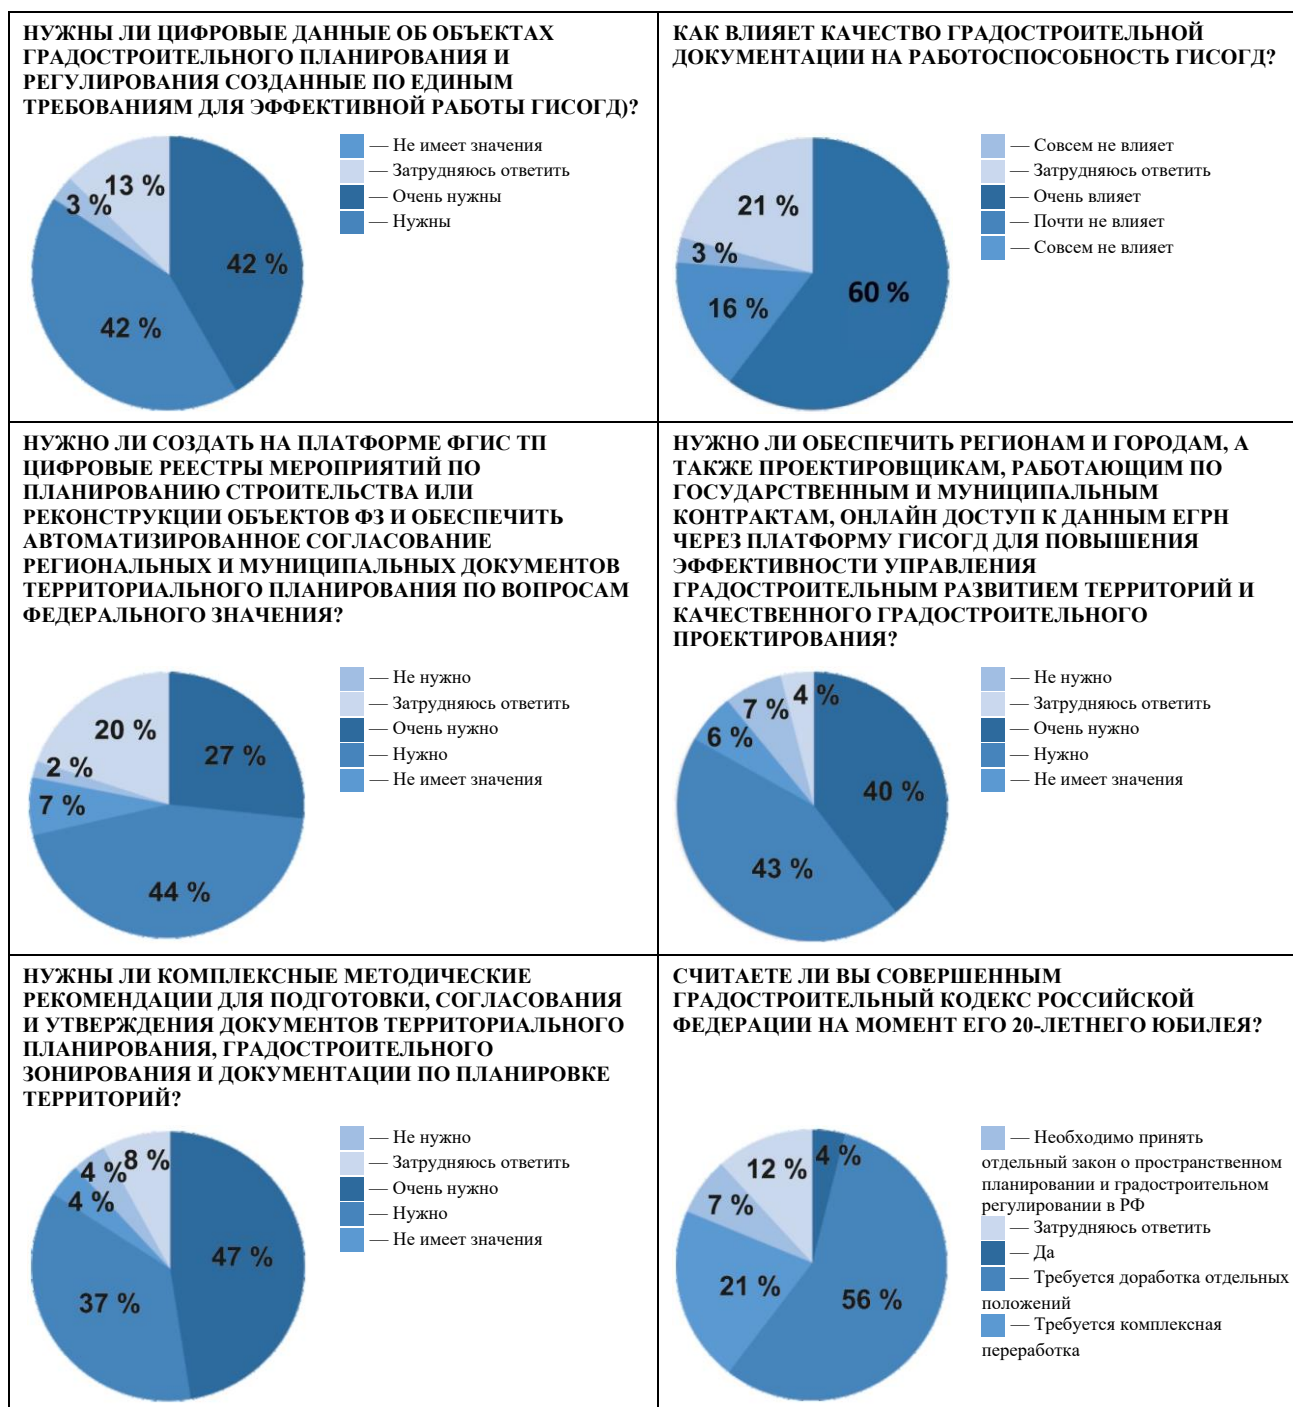 НУЖНЫ ЛИ ЦИФРОВЫЕ ДАННЫЕ ОБ ОБЪЕКТАХ
ГРАДОСТРОИТЕЛЬНОГО ПЛАНИРОВАНИЯ И
РЕГУЛИРОВАНИЯ СОЗДАННЫЕ ПО ЕДИНЫМ
ТРЕБОВАНИЯМ ДЛЯ ЭФФЕКТИВНОЙ РАБОТЫ ГИСОГД)?
— Не имеет значения
— Затрудняюсь ответить
— Очень нужны
— Нужны
13 %
3 %
42 %
42 %
КАК ВЛИЯЕТ КАЧЕСТВО ГРАДОСТРОИТЕЛЬНОЙ
ДОКУМЕНТАЦИИ НА РАБОТОСПОСОБНОСТЬ ГИСОГД?
— Совсем не влияет
— Затрудняюсь ответить
— Очень влияет
— Почти не влияет
— Совсем не влияет
21 %
3 %
60 %
16 %
НУЖНО ЛИ СОЗДАТЬ НА ПЛАТФОРМЕ ФГИС ТП
ЦИФРОВЫЕ РЕЕСТРЫ МЕРОПРИЯТИЙ ПО
ПЛАНИРОВАНИЮ СТРОИТЕЛЬСТВА ИЛИ
РЕКОНСТРУКЦИИ ОБЪЕКТОВ ФЗ И ОБЕСПЕЧИТЬ
АВТОМАТИЗИРОВАННОЕ СОГЛАСОВАНИЕ
РЕГИОНАЛЬНЫХ И МУНИЦИПАЛЬНЫХ ДОКУМЕНТОВ
ТЕРРИТОРИАЛЬНОГО ПЛАНИРОВАНИЯ ПО ВОПРОСАМ
ФЕДЕРАЛЬНОГО ЗНАЧЕНИЯ?
— Не нужно
— Затрудняюсь ответить
— Очень нужно
— Нужно
— Не имеет значения
20 %
27 %
2 %
7 %
44 %
НУЖНО ЛИ ОБЕСПЕЧИТЬ РЕГИОНАМ И ГОРОДАМ, А
ТАКЖЕ ПРОЕКТИРОВЩИКАМ, РАБОТАЮЩИМ ПО
ГОСУДАРСТВЕННЫМ И МУНИЦИПАЛЬНЫМ
КОНТРАКТАМ, ОНЛАЙН ДОСТУП К ДАННЫМ ЕГРН
ЧЕРЕЗ ПЛАТФОРМУ ГИСОГД ДЛЯ ПОВЫШЕНИЯ
ЭФФЕКТИВНОСТИ УПРАВЛЕНИЯ
ГРАДОСТРОИТЕЛЬНЫМ РАЗВИТИЕМ ТЕРРИТОРИЙ И
КАЧЕСТВЕННОГО ГРАДОСТРОИТЕЛЬНОГО
ПРОЕКТИРОВАНИЯ?
— Не нужно
— Затрудняюсь ответить
— Очень нужно
— Нужно
— Не имеет значения
4 %
7 %
6 %
40 %
43 %
НУЖНЫ ЛИ КОМПЛЕКСНЫЕ МЕТОДИЧЕСКИЕ
РЕКОМЕНДАЦИИ ДЛЯ ПОДГОТОВКИ, СОГЛАСОВАНИЯ
И УТВЕРЖДЕНИЯ ДОКУМЕНТОВ ТЕРРИТОРИАЛЬНОГО
ПЛАНИРОВАНИЯ, ГРАДОСТРОИТЕЛЬНОГО
ЗОНИРОВАНИЯ И ДОКУМЕНТАЦИИ ПО ПЛАНИРОВКЕ
ТЕРРИТОРИЙ?
— Не нужно
— Затрудняюсь ответить
— Очень нужно
— Нужно
— Не имеет значения
8 %
4 %
4 %
47 %
37 %
СЧИТАЕТЕ ЛИ ВЫ СОВЕРШЕННЫМ
ГРАДОСТРОИТЕЛЬНЫЙ КОДЕКС РОССИЙСКОЙ
ФЕДЕРАЦИИ НА МОМЕНТ ЕГО 20-ЛЕТНЕГО ЮБИЛЕЯ?
— Необходимо принять
отдельный закон о пространственном
планировании и градостроительном
регулировании в РФ
— Затрудняюсь ответить
— Да
— Требуется доработка отдельных
положений
— Требуется комплексная
переработка
4 %
12 %
7 %
21 %
56 %